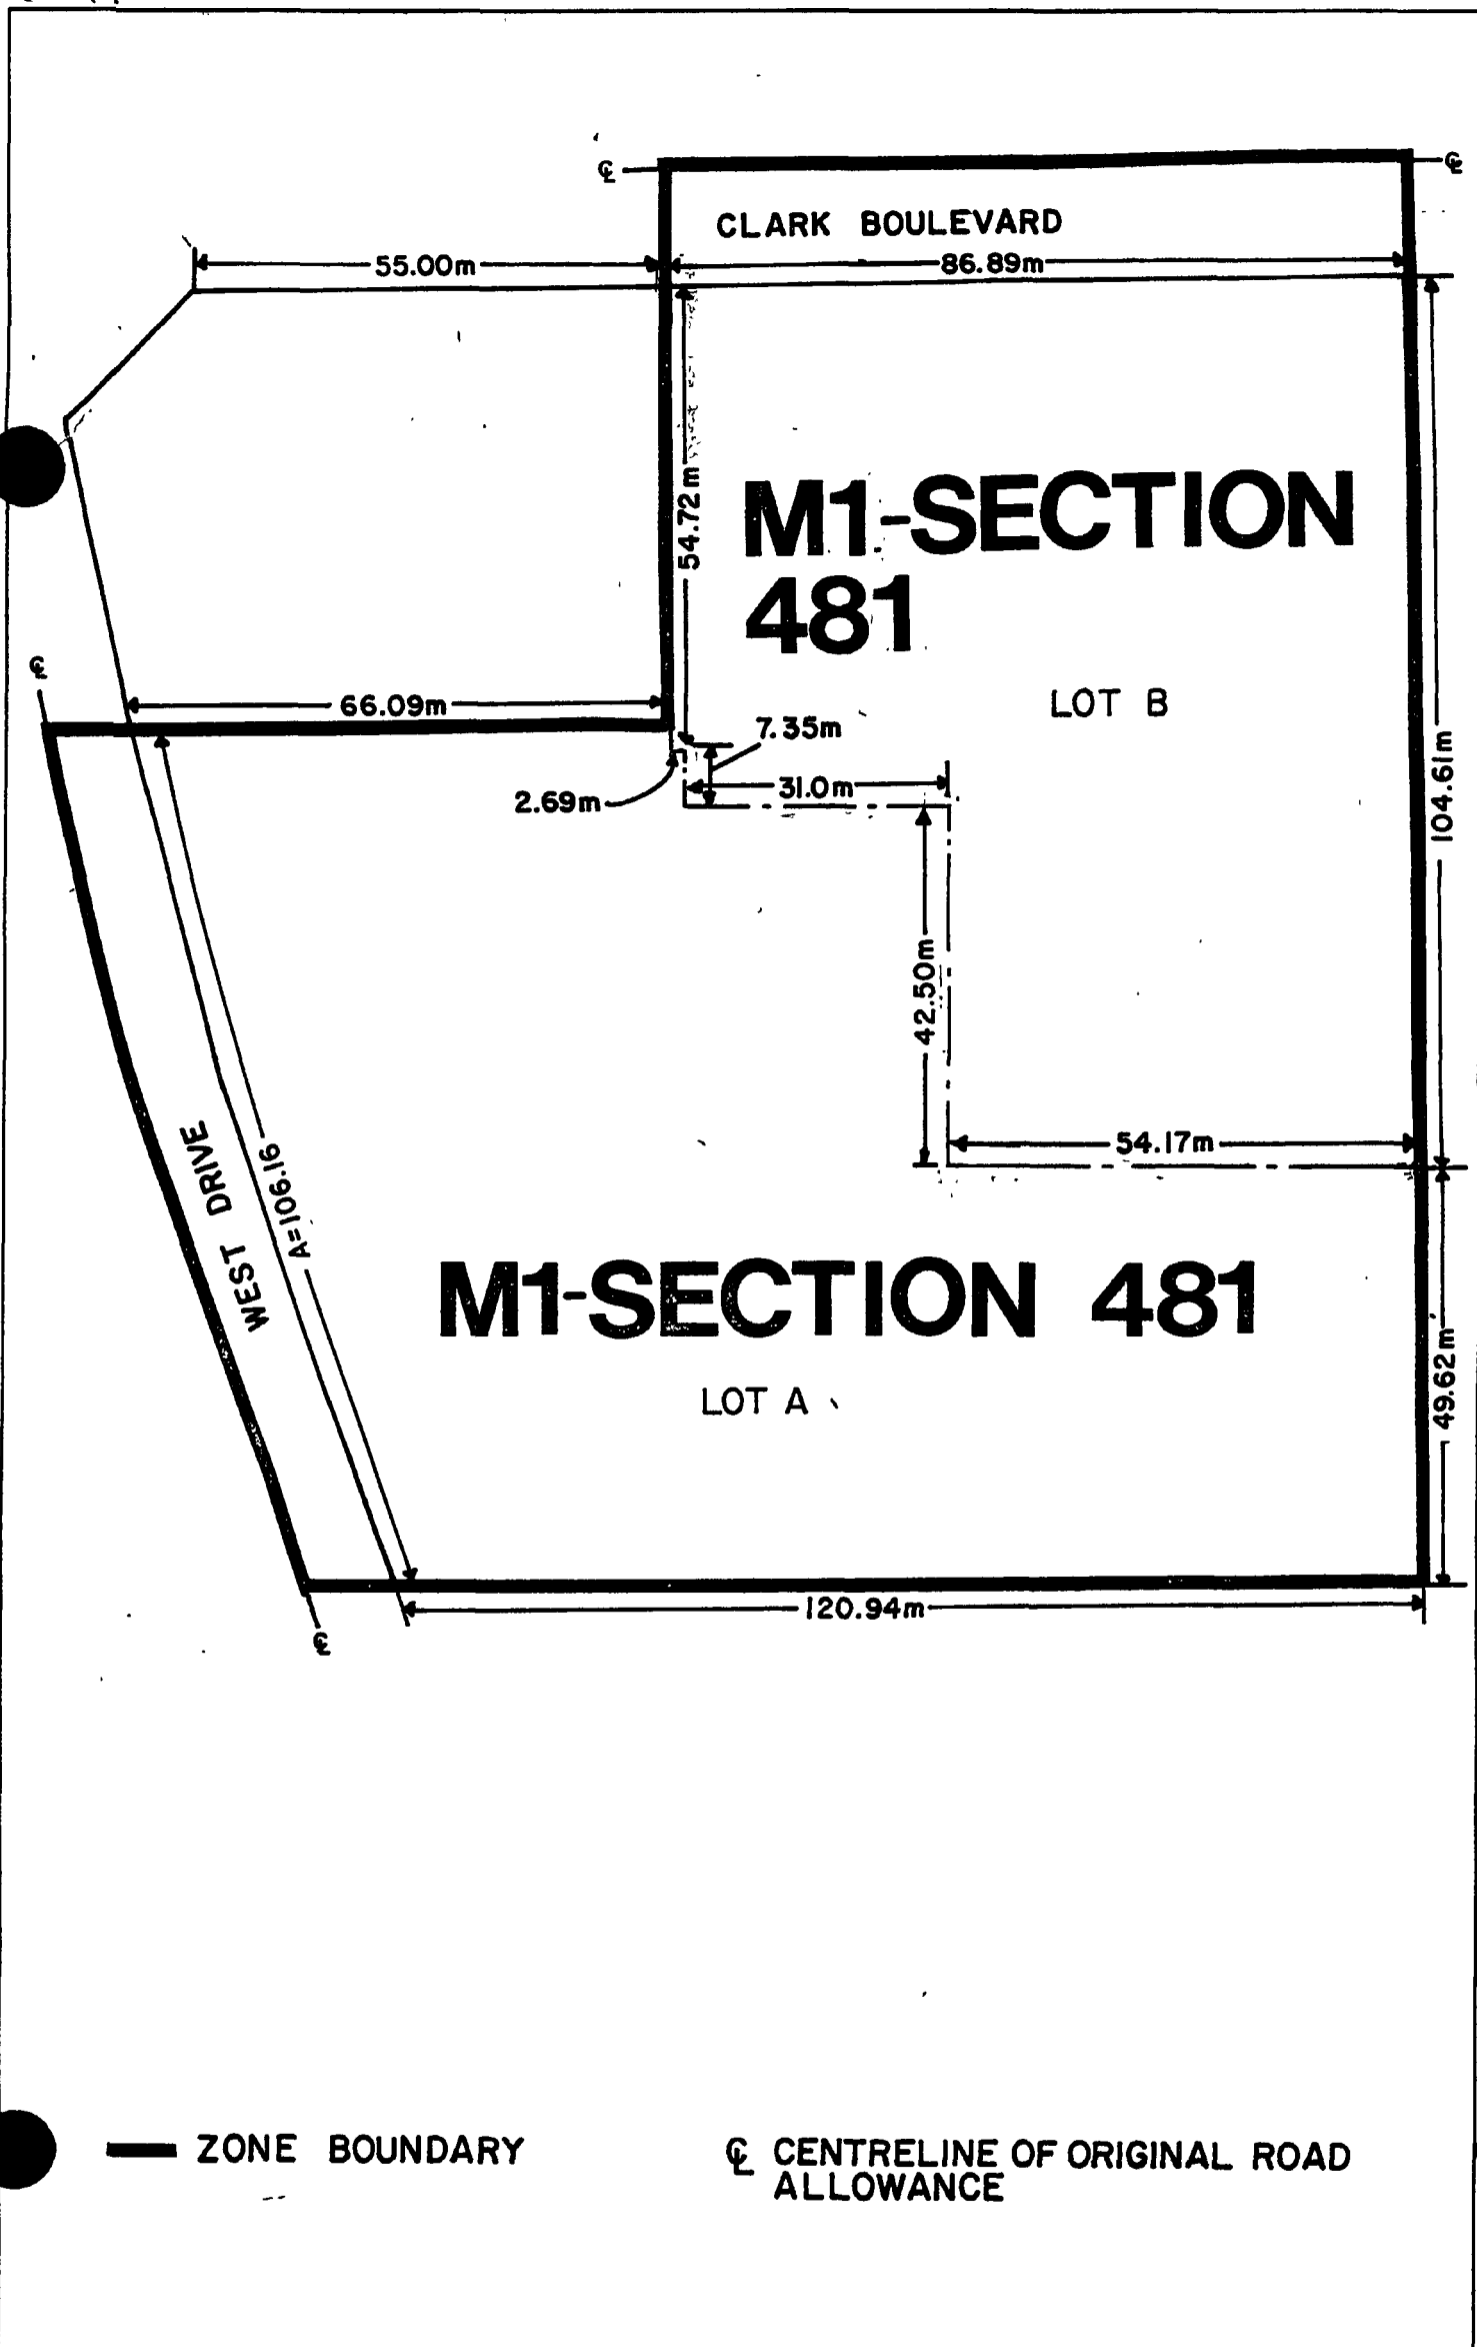 ℄ ℄
CLARK BOULEVARD
55.00m 86.89m
54.72m
M1-SECTION
481
LOT B
℄
66.09m
7.35m
2.69m
31.0m
104.61m
42.50m
54.17m
WEST DRIVE
A=106.16
M1-SECTION 481
LOT A
49.62m
120.94m
℄
ZONE BOUNDARY
℄ CENTRELINE OF ORIGINAL ROAD
ALLOWANCE